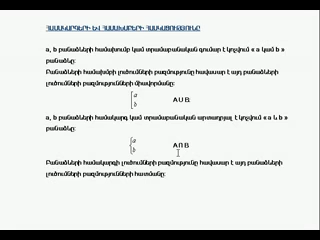 ՀԱՄԱԿԱՐԳԵՐԻ ԵՎ ՀԱՄԱԽՄԲԵՐԻ ՀԱՍԿԱՑՈՒԹՅՈՒՆԸ
a, b բանաձևերի համախումբ կամ տրամաբանական գումար է կոչվում « a կամ b »
բանաձևը:
Բանաձևերի համախմբի լուծումների բազմությունը հավասար է այդ բանաձևերի
լուծումների բազմությունների միավորմանը:
[a b A U B:
a, b բանաձևերի համակարգ կամ տրամաբանական արտադրյալ է կոչվում « a և b »
բանաձևը:
{a b A Ո B
Բանաձևերի համակարգի լուծումների բազմությունը հավասար է այդ բանաձևերի
լուծումների բազմությունների հատմանը: